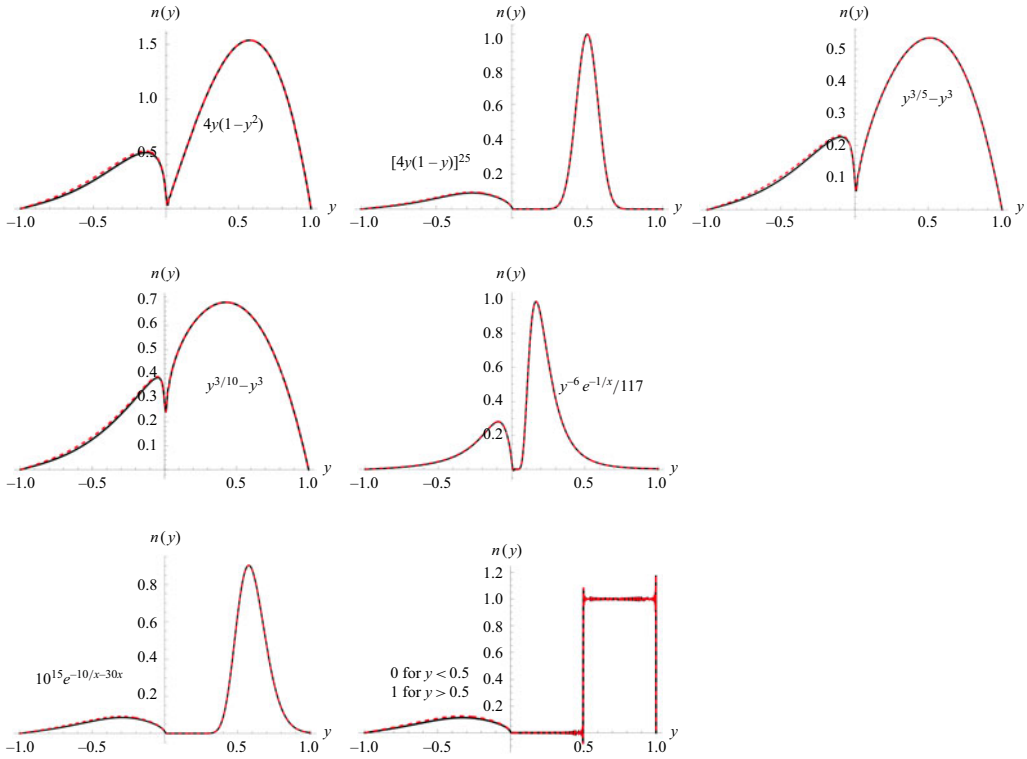 n(y)
1.5
1.0
0.5
4y(1–y²)
–1.0 –0.5 0.5 1.0 y
n(y)
1.0
0.8
0.6
0.4
0.2
[4y(1–y)]²⁵
–1.0 –0.5 0.5 1.0 y
n(y)
0.5
0.4
0.3
0.2
0.1
y^{3/5}–y³
–1.0 –0.5 0.5 1.0 y
n(y)
0.7
0.6
0.5
0.4
0.3
0.2
0.1
y^{3/10}–y³
–1.0 –0.5 0.5 1.0 y
n(y)
1.0
0.8
0.6
0.4
0.2
y^{–6} e^{–1/x}/117
–1.0 –0.5 0.5 1.0 y
n(y)
0.8
0.6
0.4
0.2
10¹⁵e^{–10/x–30x}
–1.0 –0.5 0.5 1.0 y
n(y)
1.2
1.0
0.8
0.6
0.4
0.2
0 for y < 0.5
1 for y > 0.5
–1.0 –0.5 0.5 1.0 y